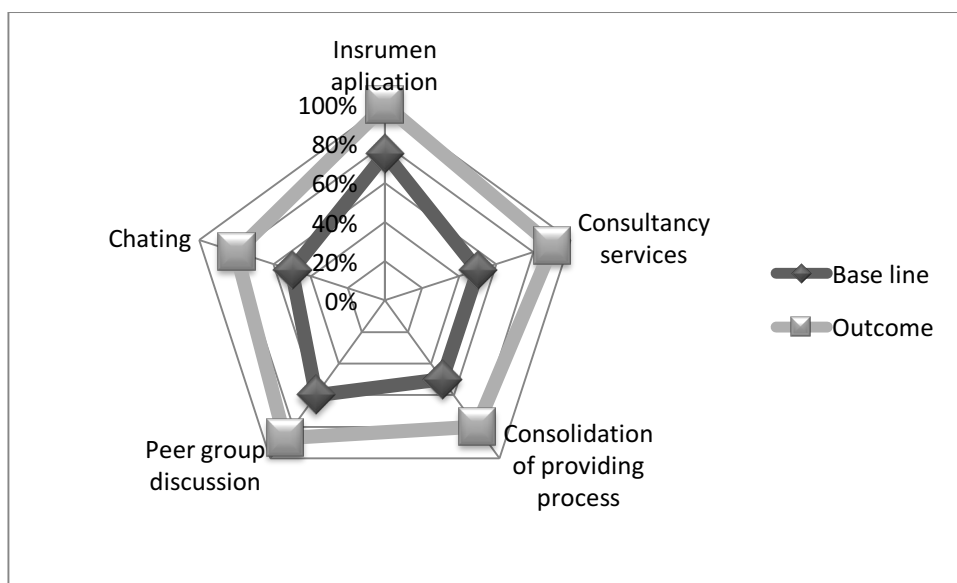 Insrumen
aplication
100%
80%
60%
40%
20%
0%
Consultancy
services
Consolidation
of providing
process
Peer group
discussion
Chating
Base line
Outcome